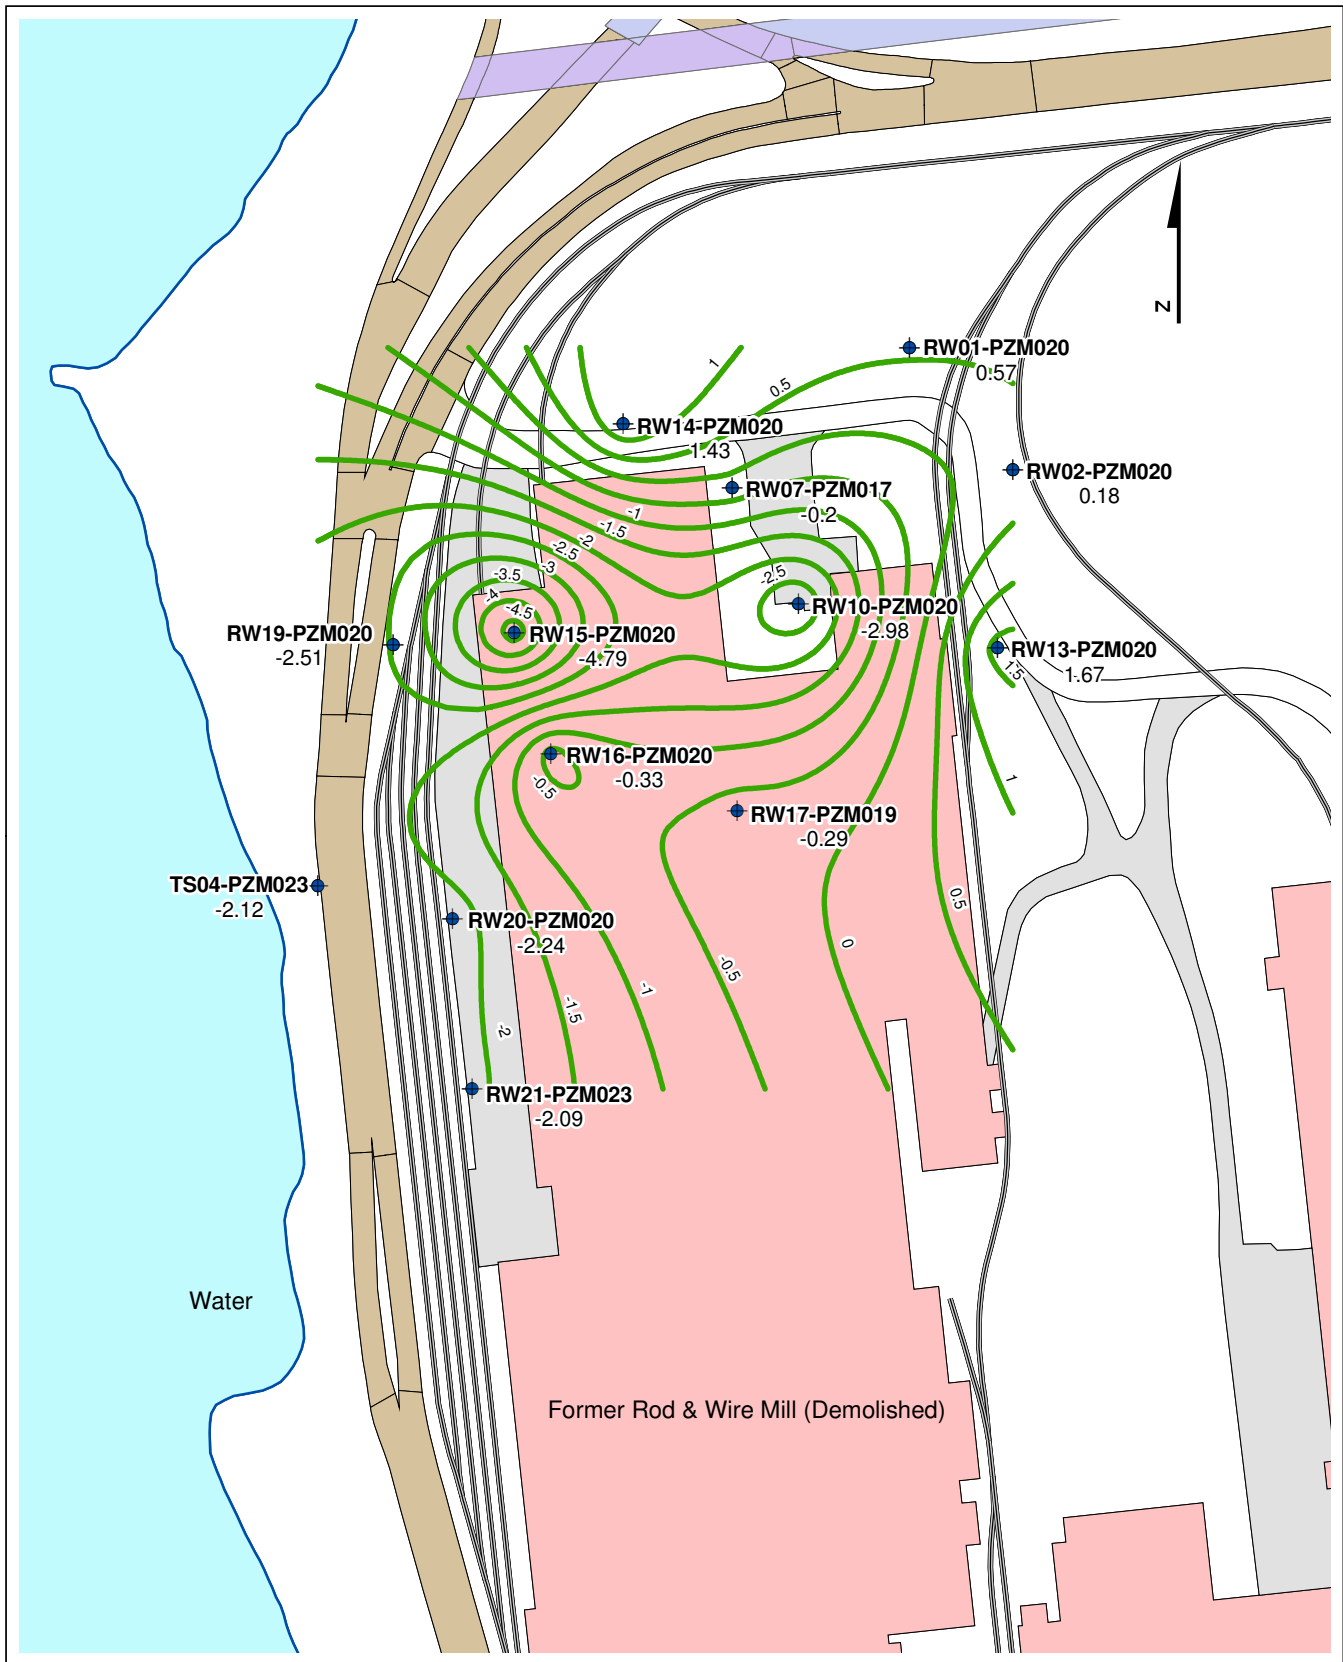 N
RW01-PZM020
0.57
1
0.5
RW14-PZM020
1.43
RW02-PZM020
0.18
RW07-PZM017
-0.2
-1
-1.5
-2
-2.5
-3
-3.5
-4
-4.5
-2.5
RW10-PZM020
-2.98
RW19-PZM020
-2.51
RW15-PZM020
-4.79
RW13-PZM020
1.67
1.5
RW16-PZM020
-0.33
-0.5
1
RW17-PZM019
-0.29
TS04-PZM023
-2.12
RW20-PZM020
-2.24
0.5
0
-0.5
-1
-1.5
-2
RW21-PZM023
-2.09
Water
Former Rod & Wire Mill (Demolished)